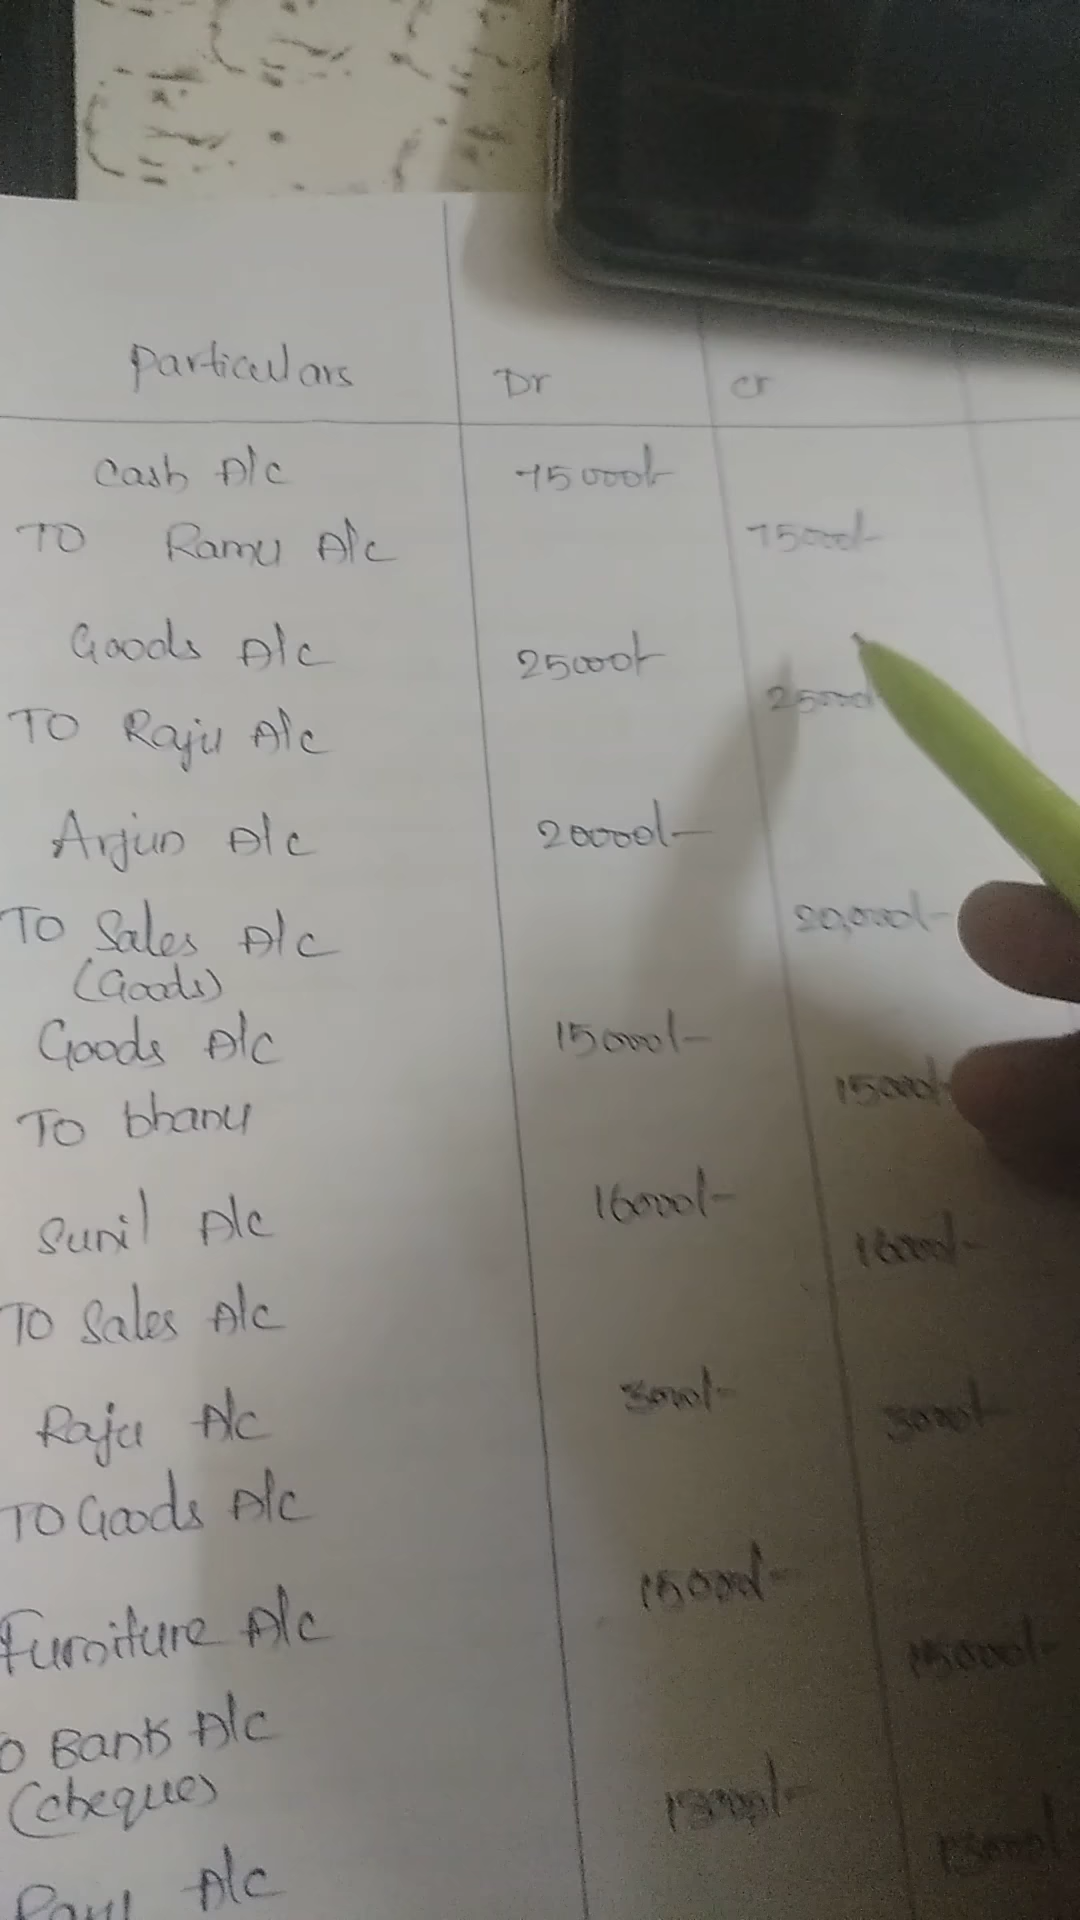 Particulars Dr Cr
Cash A/c 75000/-
TO Ramu A/c 75000/-
Goods A/c 25000/-
TO Raju A/c 25000/-
Arjun A/c 20000/-
TO Sales A/c 20,000/-
(Goods)
Goods A/c 15000/-
TO bhanu 15000/-
Sunil A/c 16000/-
TO Sales A/c 16000/-
Raju A/c 3000/-
TO Goods A/c 3000/-
Furniture A/c 15000/-
O Bank A/c 15000/-
(cheque)
A/c